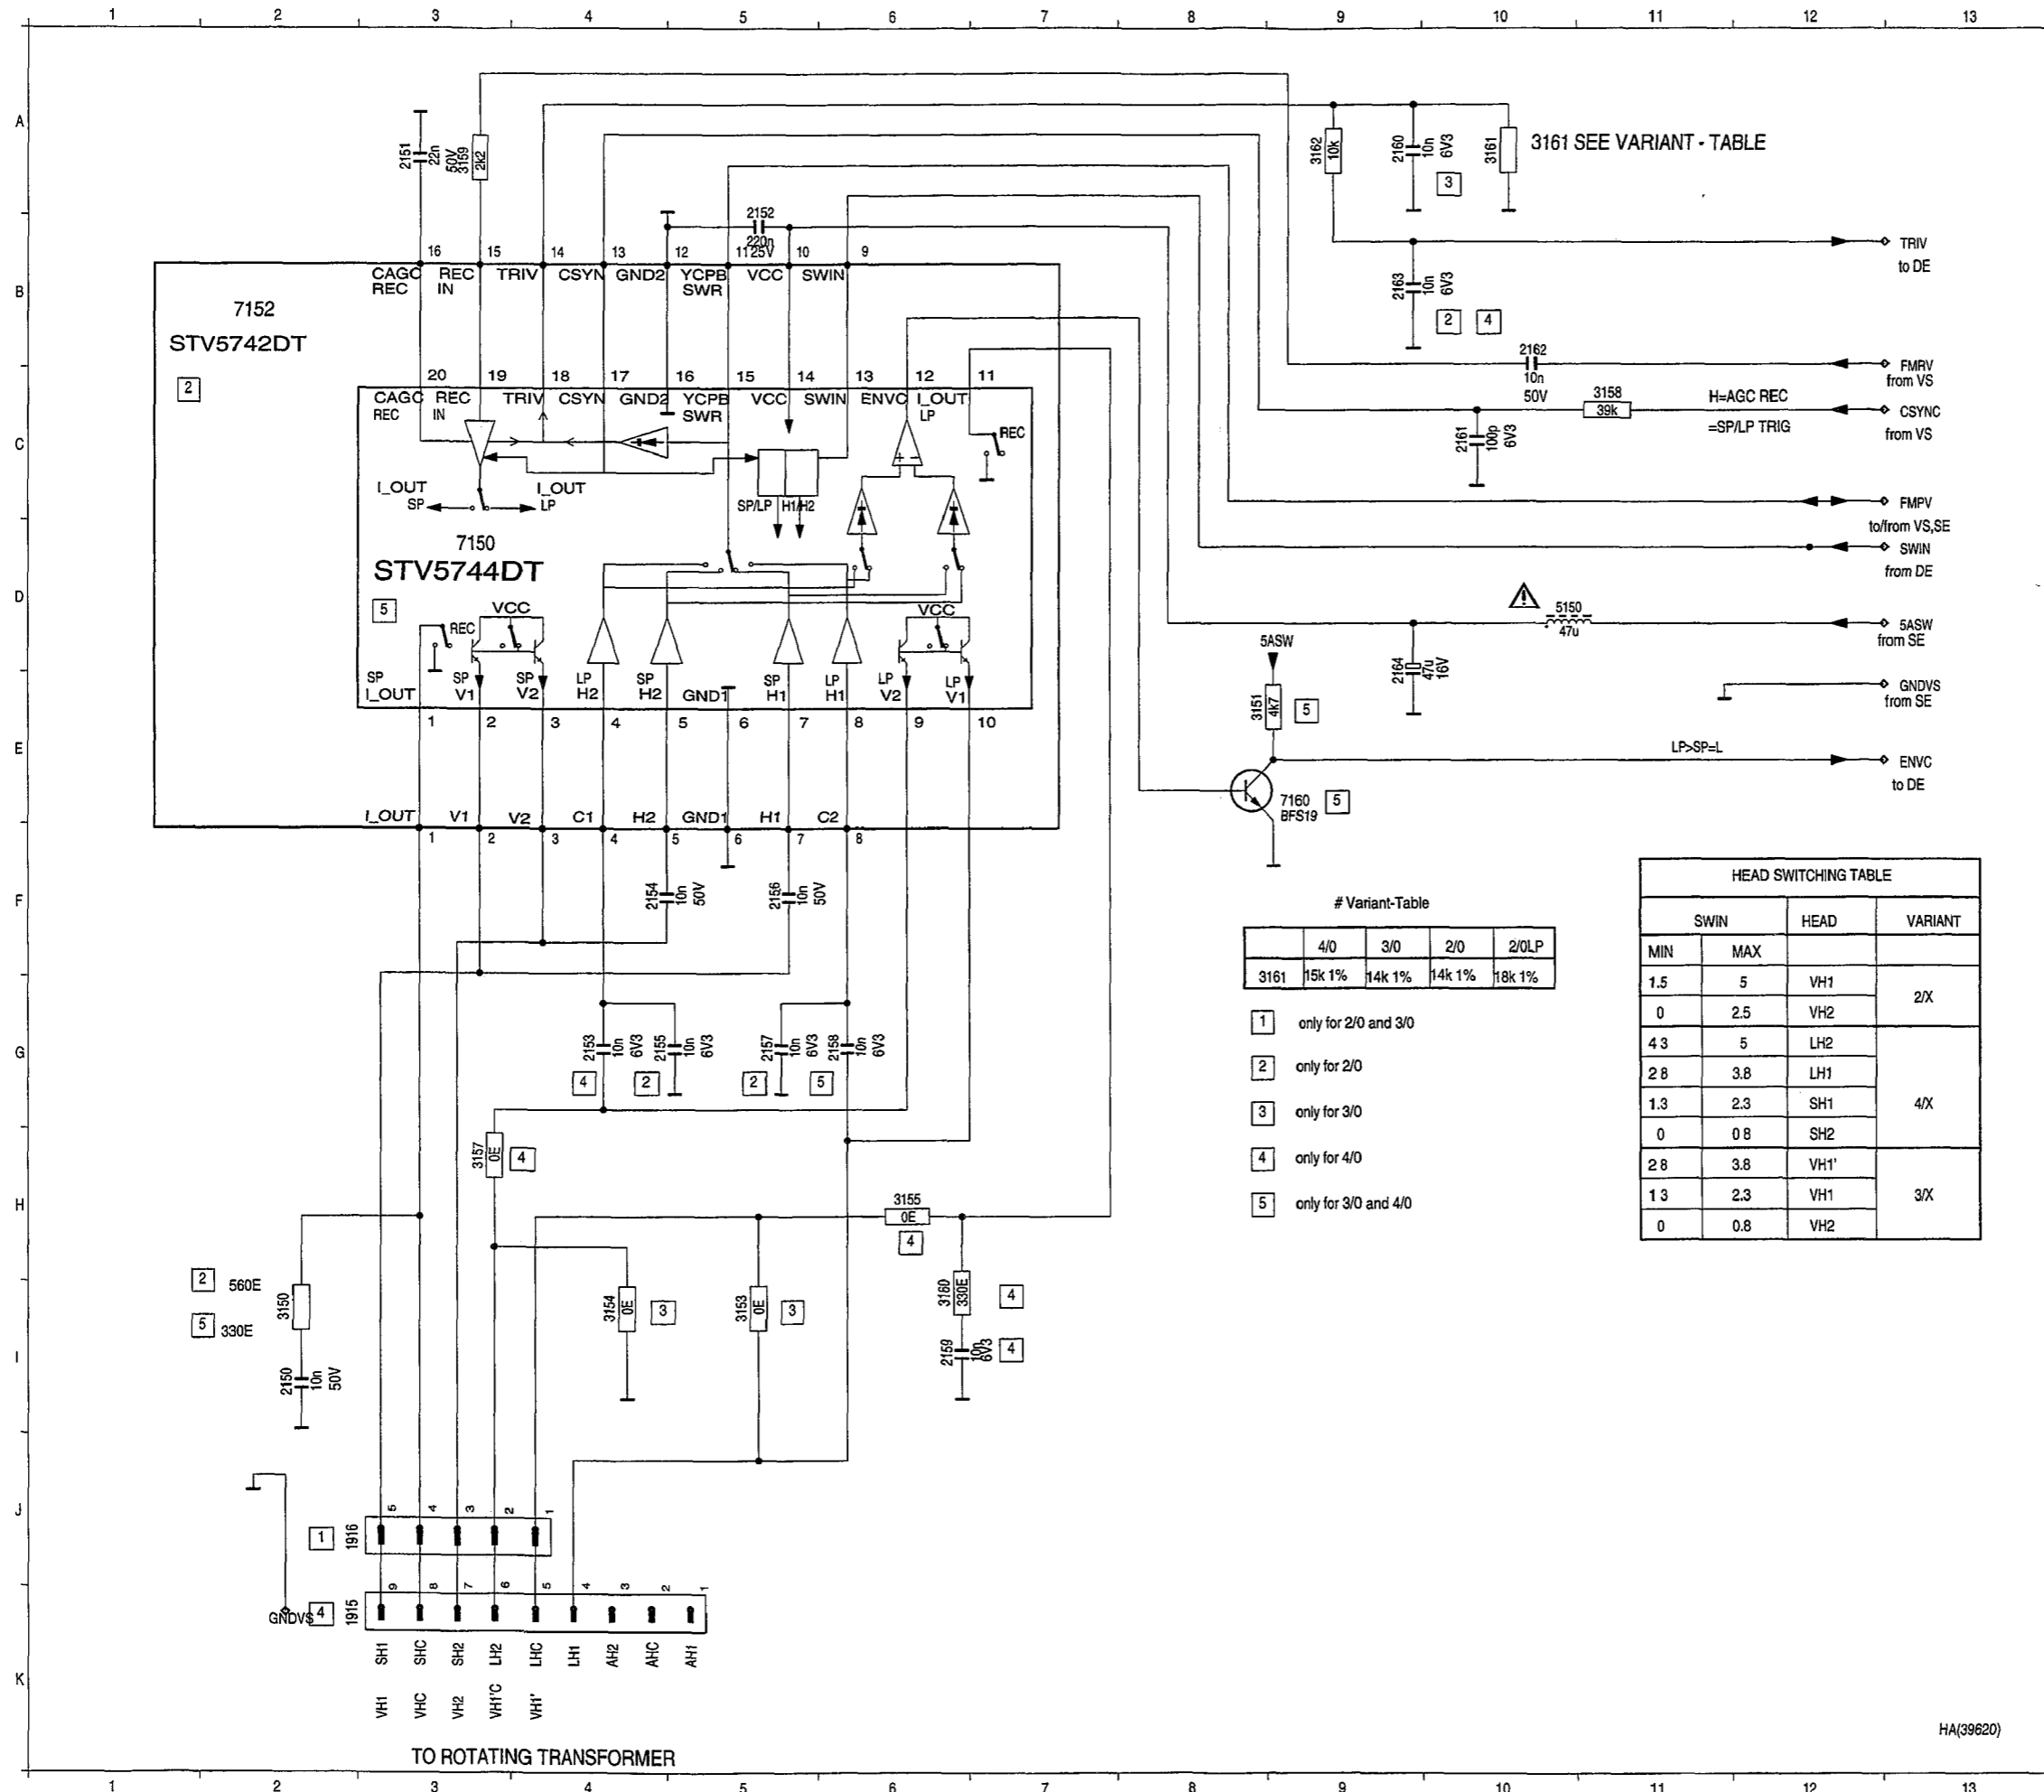 1 2 3 4 5 6 7 8 9 10 11 12 13
A
2151 22n 50V
3159 2k2
3162 10k
2160 10n 6V3
3
3161
3161 SEE VARIANT - TABLE
2152
220n
25V
16 15 14 13 12 11 10 9
CAGC REC TRIV CSYN GND2 YCPB VCC SWIN
REC IN SWR
TRIV
to DE
B
7152
STV5742DT
2
2163 10n 6V3
2 4
2162
10n
50V
FMRV
from VS
20 19 18 17 16 15 14 13 12 11
CAGC REC TRIV CSYN GND2 YCPB VCC SWIN ENVC I_OUT
REC IN SWR LP
3158
39k
H=AGC REC
=SP/LP TRIG
CSYNC
from VS
C
2161 100p 6V3
REC
+ -
I_OUT I_OUT
SP LP
SP/LP H1/H2
FMPV
to/from VS,SE
SWIN
from DE
7150
STV5744DT
D
5
VCC VCC
REC
5150
47u
5ASW
from SE
5ASW
2164 47u 16V
SP SP SP LP SP SP LP LP LP
I_OUT V1 V2 H2 H2 GND1 H1 H1 V2 V1
1 2 3 4 5 6 7 8 9 10
GNDVS
from SE
3151 4k7
5
E
LP>SP=L
ENVC
to DE
7160
BFS19
5
I_OUT V1 V2 C1 H2 GND1 H1 C2
1 2 3 4 5 6 7 8
F
2154 10n 50V
2156 10n 50V
# Variant-Table
4/0 3/0 2/0 2/0LP
3161 15k 1% 14k 1% 14k 1% 18k 1%
HEAD SWITCHING TABLE
SWIN HEAD VARIANT
MIN MAX
1.5 5 VH1
2/X
0 2.5 VH2
4 3 5 LH2
2 8 3.8 LH1
4/X
1.3 2.3 SH1
0 0 8 SH2
2 8 3.8 VH1'
1 3 2.3 VH1
3/X
0 0.8 VH2
1 only for 2/0 and 3/0
2 only for 2/0
3 only for 3/0
4 only for 4/0
5 only for 3/0 and 4/0
G
2153 10n 6V3
2155 10n 6V3
2157 10n 6V3
2158 10n 6V3
4 2 2 5
3157 0E
4
H
3155
0E
4
2 560E
5 330E
3150
3154 0E
3
3153 0E
3
3160 330E
4
I
2150 10n 50V
2159 10n 6V3
4
J
5 4 3 2 1
1 1916
9 8 7 6 5 4 3 2 1
GNDVS
4 1915
SH1 SHC SH2 LH2 LHC LH1 AH2 AHC AH1
K
VH1 VHC VH2 VH1'C VH1'
TO ROTATING TRANSFORMER
HA(39620)
1 2 3 4 5 6 7 8 9 10 11 12 13